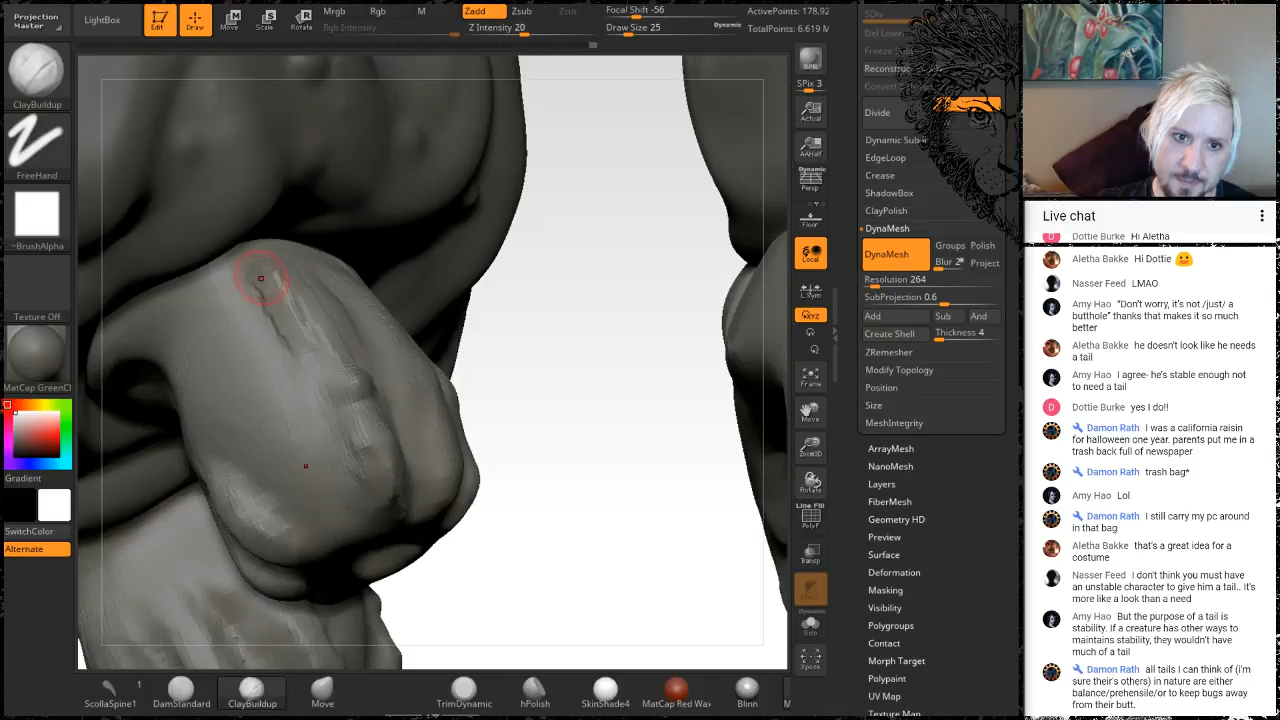 Projection Master
LightBox
Edit
Draw
Move
Scale
Rotate
Mrgb
Rgb
M
Rgb Intensity
Zadd
Zsub
Zcut
Z Intensity 20
Focal Shift -56
Draw Size 25
Dynamic
ActivePoints: 178,92
TotalPoints: 6.619 M
ClayBuildup
FreeHand
~BrushAlpha
Texture Off
MatCap GreenCl
Gradient
SwitchColor
Alternate
BPR
SPix 3
Actual
AAHalf
Dynamic
Persp
Floor
Local
L.Sym
XYZ
Frame
Move
Zoom3D
Rotate
Line Fill
PolyF
Transp
Dynamic
Solo
Xpose
SDiv
Del Lower
Reconstruc
Divide
Dynamic Sub
EdgeLoop
Crease
ShadowBox
ClayPolish
DynaMesh
DynaMesh
Groups
Polish
Blur 2
Project
Resolution 264
SubProjection 0.6
Add
Sub
And
Create Shell
Thickness 4
ZRemesher
Modify Topology
Position
Size
MeshIntegrity
ArrayMesh
NanoMesh
Layers
FiberMesh
Geometry HD
Preview
Surface
Deformation
Masking
Visibility
Polygroups
Contact
Morph Target
Polypaint
UV Map
Texture Map
1
ScollaSpine1
DamStandard
ClayBuildup
Move
TrimDynamic
hPolish
SkinShade4
MatCap Red Wax
Blinn
M
Live chat
Dottie Burke Hi Aletha
Aletha Bakke Hi Dottie
Nasser Feed LMAO
Amy Hao “Don't worry, it's not /just/ a
butthole” thanks that makes it so much
better
Aletha Bakke he doesn't look like he needs
a tail
Amy Hao I agree- he's stable enough not
to need a tail
D Dottie Burke yes I do!!
Damon Rath I was a california raisin
for halloween one year. parents put me in a
trash back full of newspaper
Damon Rath trash bag*
Amy Hao Lol
Damon Rath I still carry my pc around
in that bag
Aletha Bakke that's a great idea for a
costume
Nasser Feed I don't think you must have
an unstable character to give him a tail.. It's
more like a look than a need
Amy Hao But the purpose of a tail is
stability. If a creature has other ways to
maintains stability, they wouldn't have
much of a tail
Damon Rath all tails I can think of (i'm
sure their's others) in nature are either
balance/prehensile/or to keep bugs away
from their butt.